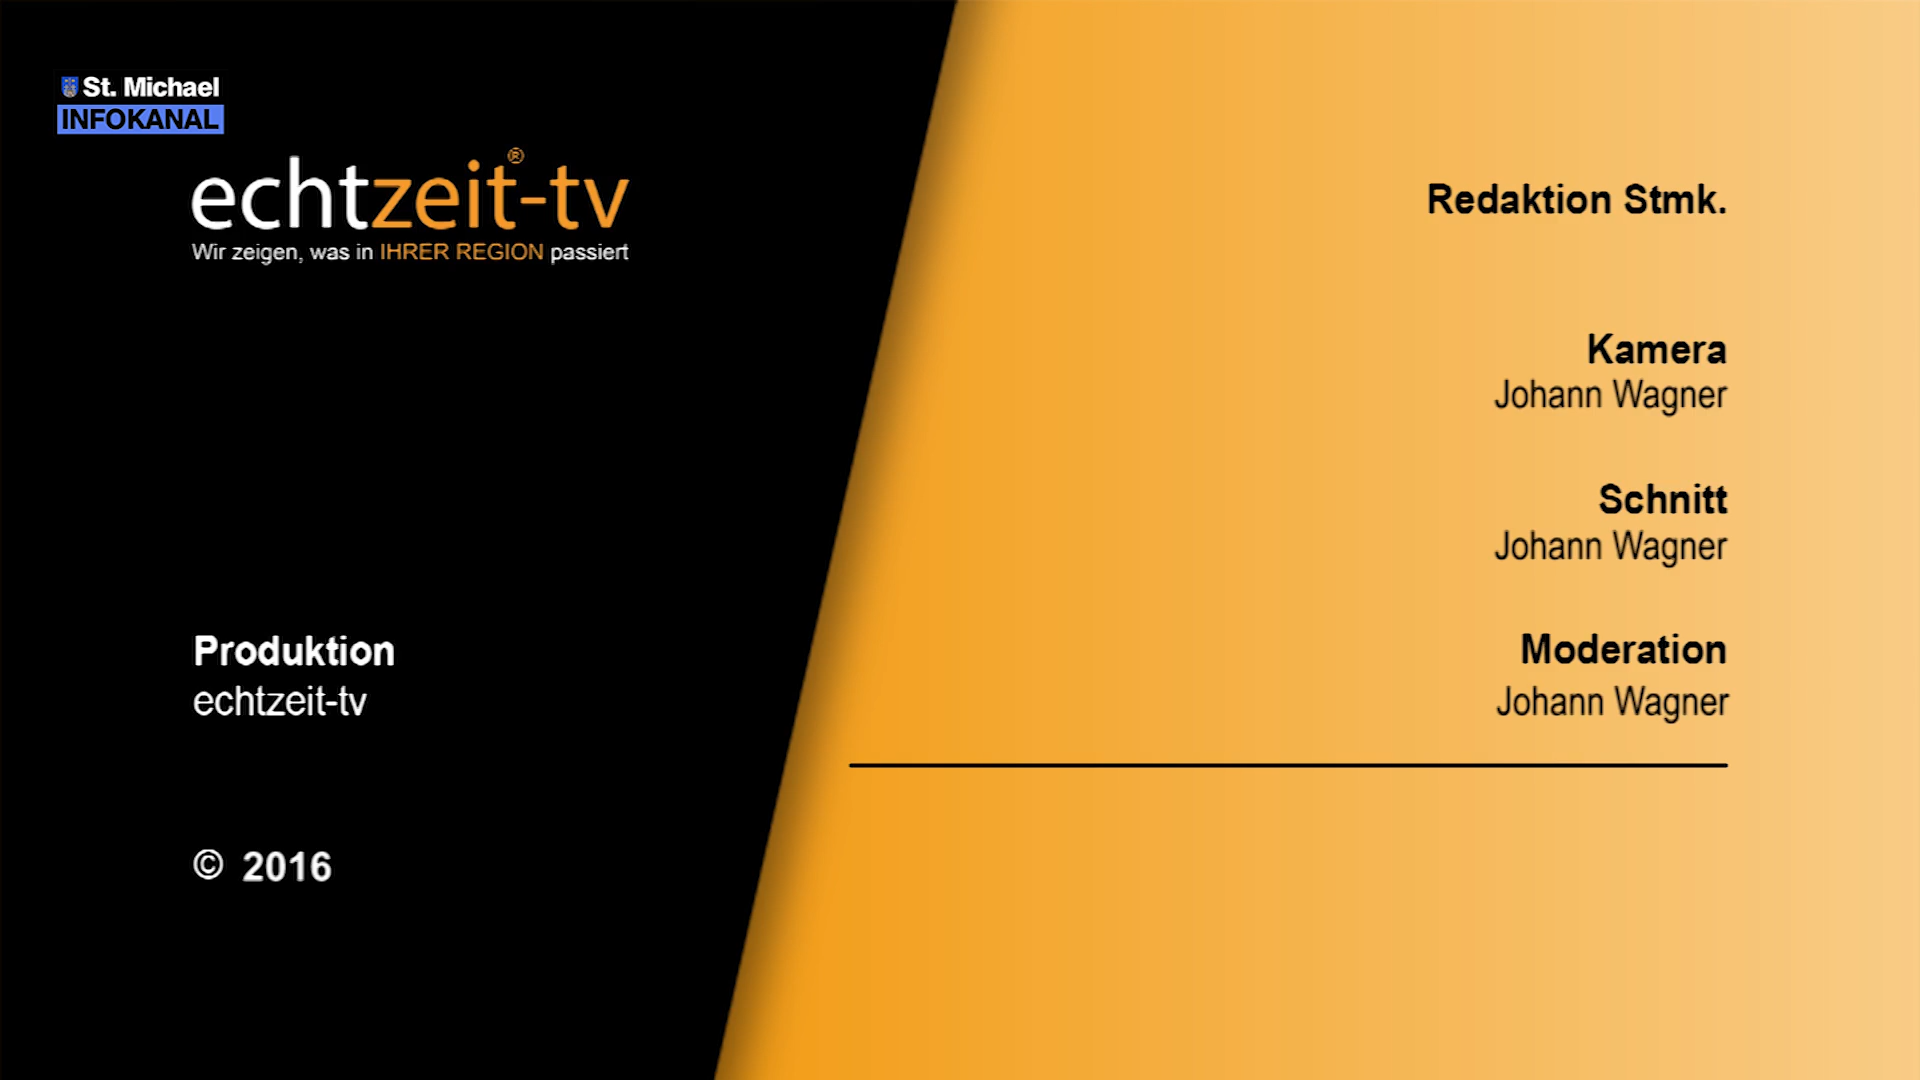 St. Michael
INFOKANAL
echtzeit-tv®
Wir zeigen, was in IHRER REGION passiert
Produktion
echtzeit-tv
© 2016
Redaktion Stmk.
Kamera
Johann Wagner
Schnitt
Johann Wagner
Moderation
Johann Wagner